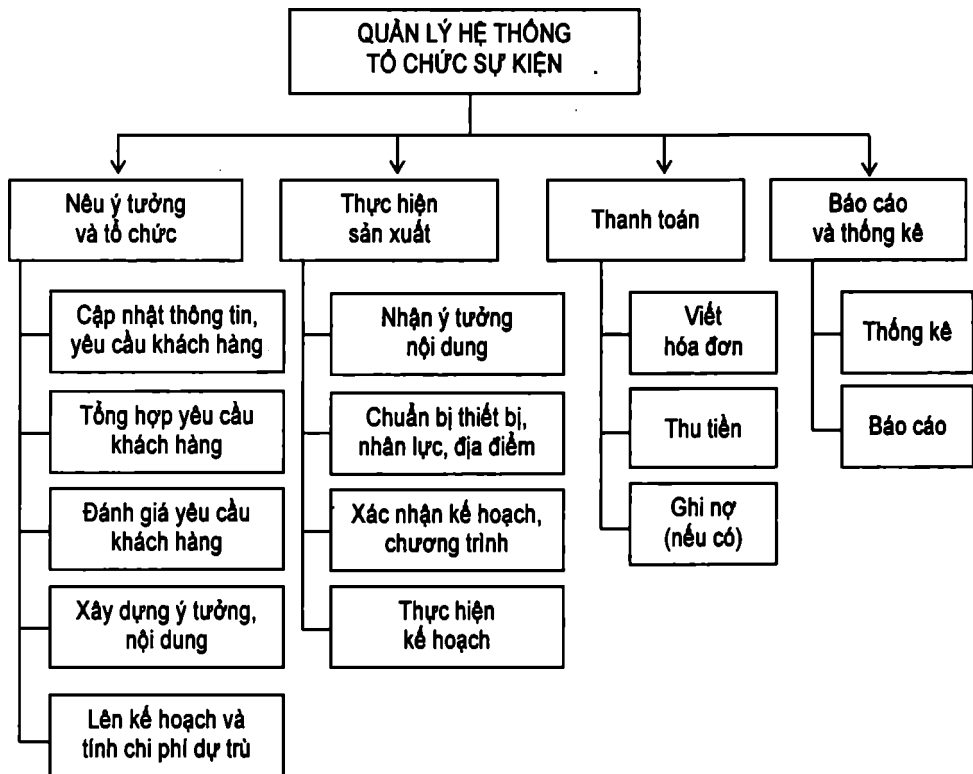 QUẢN LÝ HỆ THỐNG
TỔ CHỨC SỰ KIỆN
Nêu ý tưởng
và tổ chức
Cập nhật thông tin,
yêu cầu khách hàng
Tổng hợp yêu cầu
khách hàng
Đánh giá yêu cầu
khách hàng
Xây dựng ý tưởng,
nội dung
Lên kế hoạch và
tính chi phí dự trù
Thực hiện
sản xuất
Nhận ý tưởng
nội dung
Chuẩn bị thiết bị,
nhân lực, địa điểm
Xác nhận kế hoạch,
chương trình
Thực hiện
kế hoạch
Thanh toán
Viết
hóa đơn
Thu tiền
Ghi nợ
(nếu có)
Báo cáo
và thống kê
Thống kê
Báo cáo